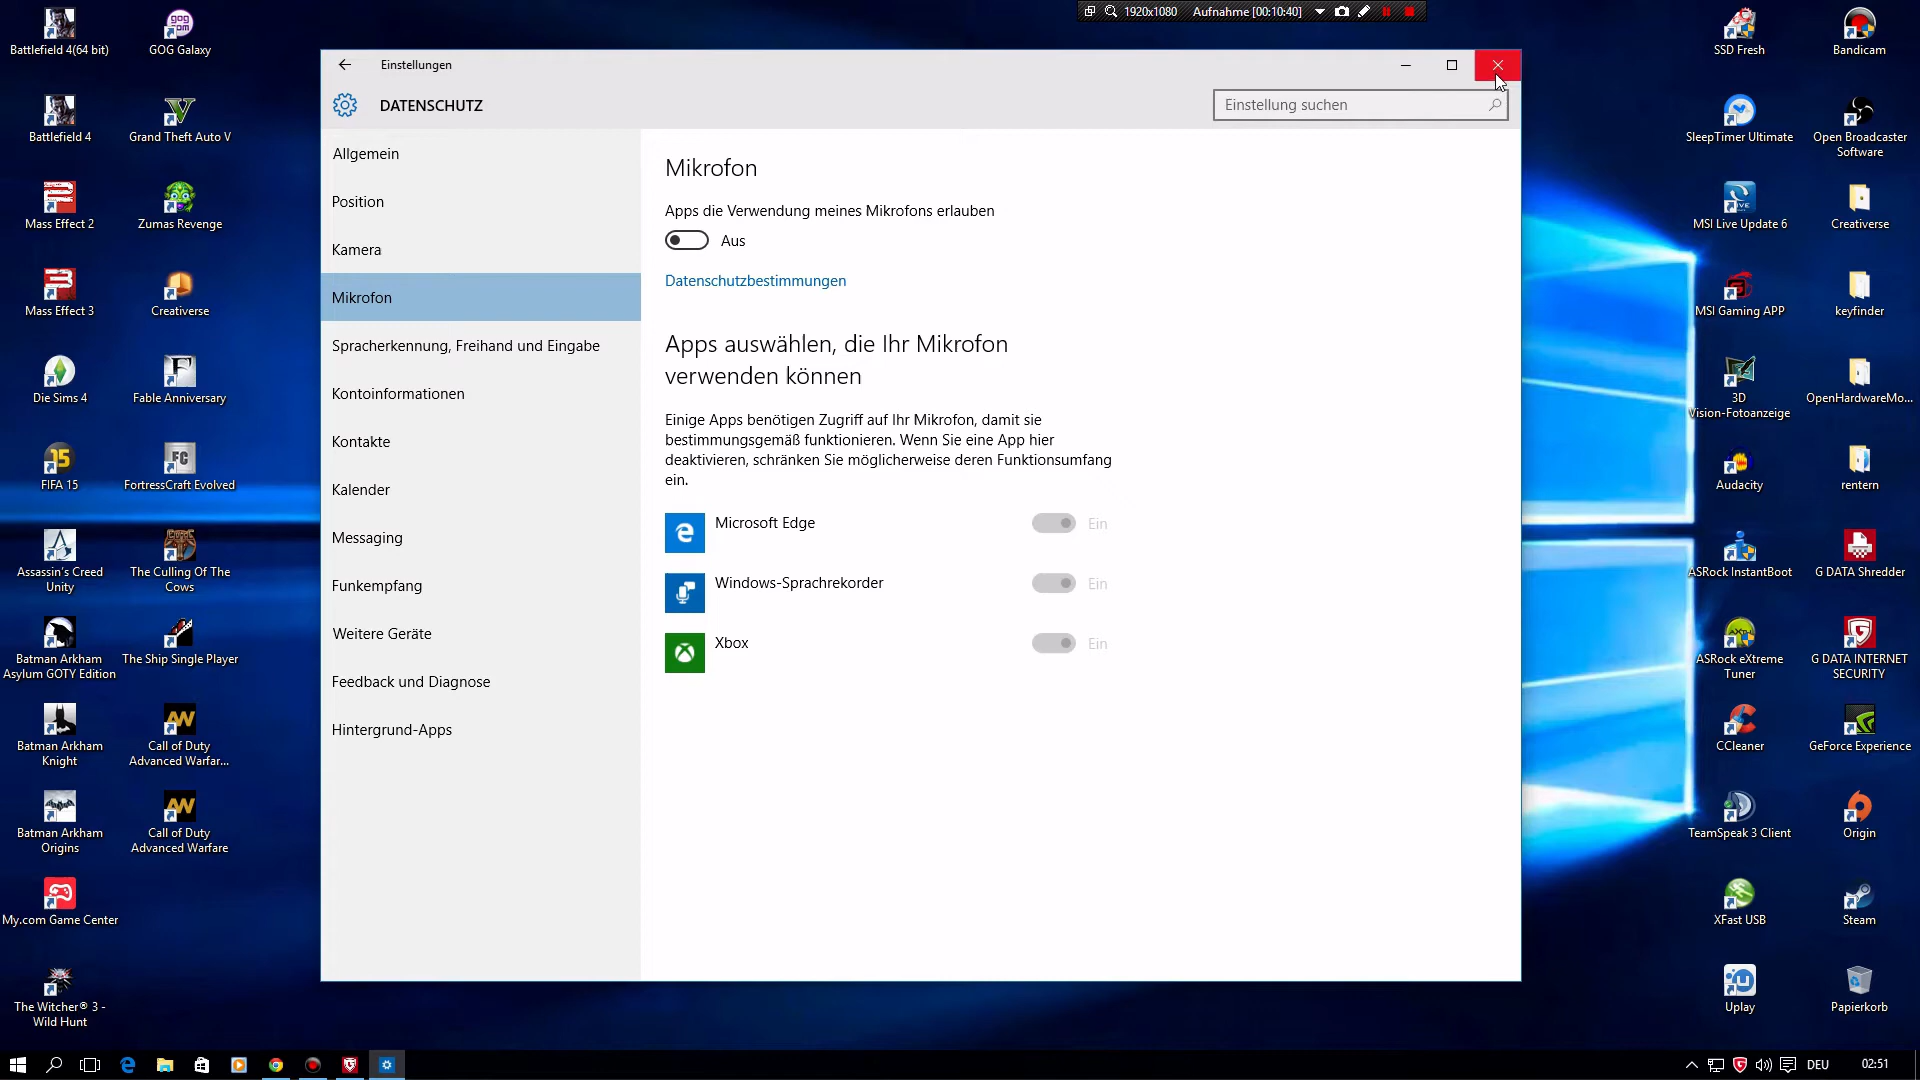 1920x1080 Aufnahme [00:10:40]
Battlefield 4(64 bit)
GOG Galaxy
Battlefield 4
Grand Theft Auto V
Mass Effect 2
Zumas Revenge
Mass Effect 3
Creativerse
Die Sims 4
Fable Anniversary
FIFA 15
FortressCraft Evolved
Assassin's Creed
Unity
The Culling Of The
Cows
Batman Arkham
Asylum GOTY Edition
The Ship Single Player
Batman Arkham
Knight
Call of Duty
Advanced Warfar...
Batman Arkham
Origins
Call of Duty
Advanced Warfare
My.com Game Center
The Witcher® 3 -
Wild Hunt
Einstellungen
DATENSCHUTZ
Einstellung suchen
Allgemein
Position
Kamera
Mikrofon
Spracherkennung, Freihand und Eingabe
Kontoinformationen
Kontakte
Kalender
Messaging
Funkempfang
Weitere Geräte
Feedback und Diagnose
Hintergrund-Apps
Mikrofon
Apps die Verwendung meines Mikrofons erlauben
Aus
Datenschutzbestimmungen
Apps auswählen, die Ihr Mikrofon
verwenden können
Einige Apps benötigen Zugriff auf Ihr Mikrofon, damit sie
bestimmungsgemäß funktionieren. Wenn Sie eine App hier
deaktivieren, schränken Sie möglicherweise deren Funktionsumfang
ein.
Microsoft Edge Ein
Windows-Sprachrekorder Ein
Xbox Ein
SSD Fresh
Bandicam
SleepTimer Ultimate
Open Broadcaster
Software
MSI Live Update 6
Creativerse
MSI Gaming APP
keyfinder
3D
Vision-Fotoanzeige
OpenHardwareMo...
Audacity
rentern
ASRock InstantBoot
G DATA Shredder
ASRock eXtreme
Tuner
G DATA INTERNET
SECURITY
CCleaner
GeForce Experience
TeamSpeak 3 Client
Origin
XFast USB
Steam
Uplay
Papierkorb
DEU 02:51